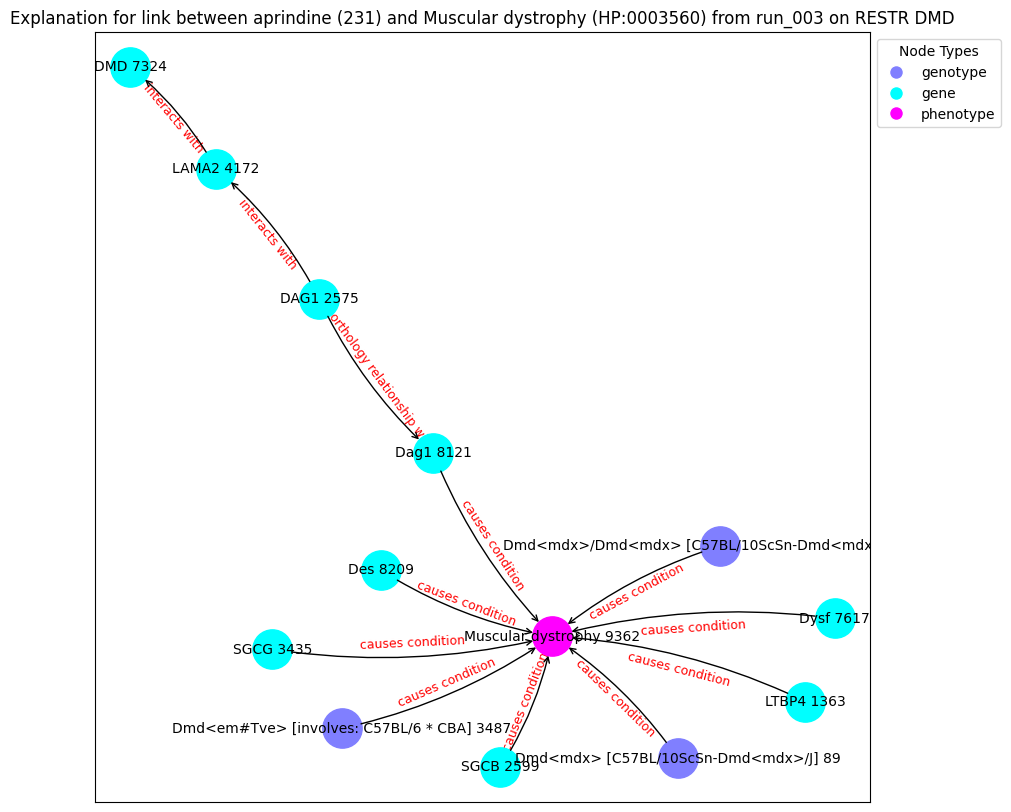 Explanation for link between aprindine (231) and Muscular dystrophy (HP:0003560) from run_003 on RESTR DMD
Node Types
genotype
gene
phenotype
DMD 7324
interacts with
LAMA2 4172
interacts with
DAG1 2575
orthology relationship w
Dag1 8121
causes condition
Dmd<mdx>/Dmd<mdx> [C57BL/10ScSn-Dmd<mdx
causes condition
Des 8209
causes condition
Dysf 7617
causes condition
Muscular dystrophy 9362
SGCG 3435
causes condition
causes condition
LTBP4 1363
causes condition
Dmd<em#Tve> [involves: C57BL/6 * CBA] 3487
causes condition
causes condition
SGCB 2599
Dmd<mdx> [C57BL/10ScSn-Dmd<mdx>/J] 89